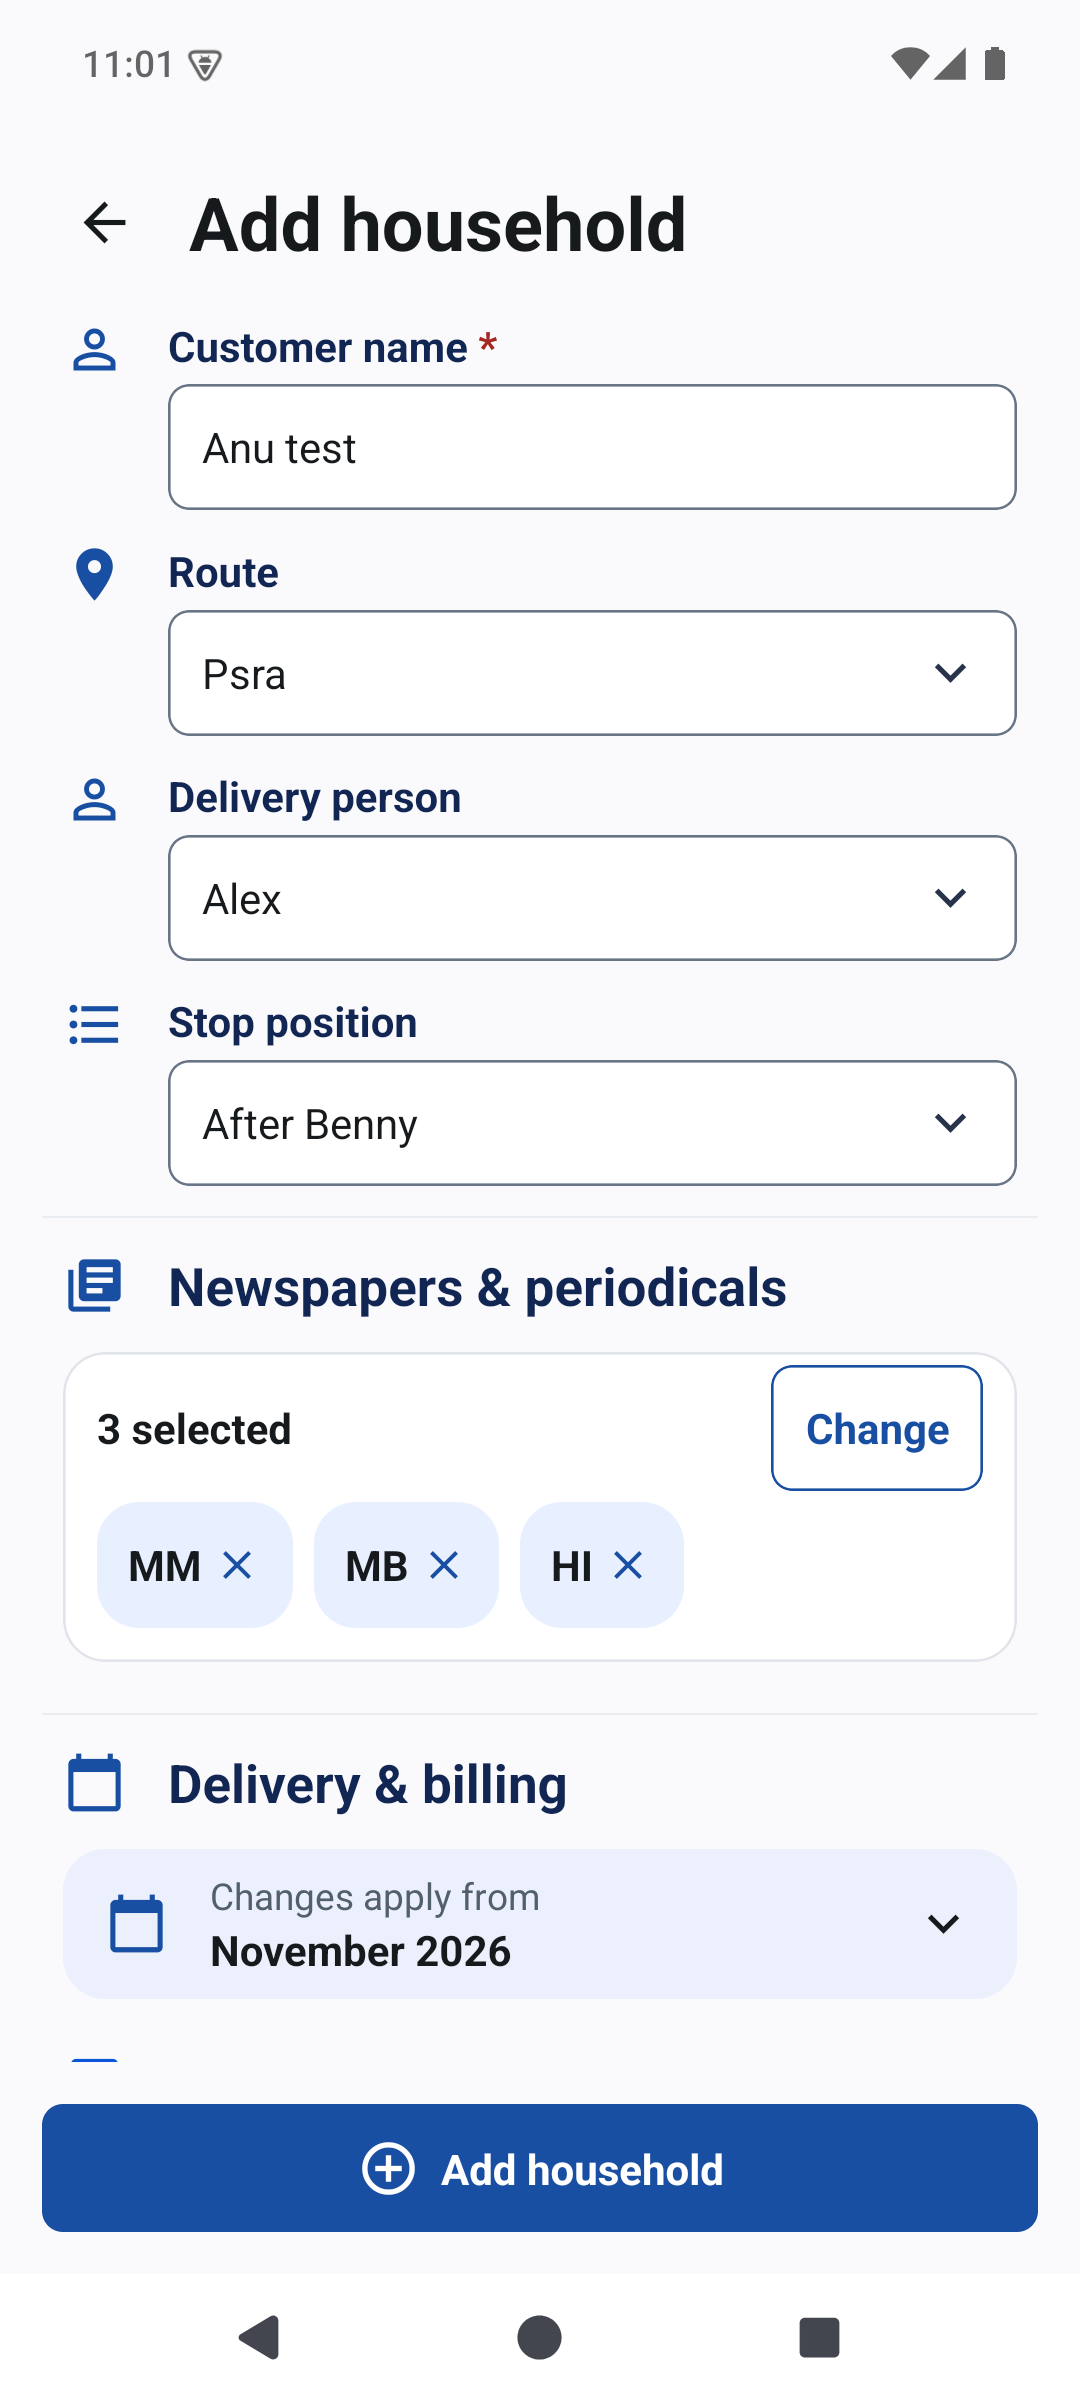 11:01
Add household
Customer name *
Anu test
Route
Psra
Delivery person
Alex
Stop position
After Benny
Newspapers & periodicals
3 selected
Change
MM
MB
HI
Delivery & billing
Changes apply from
November 2026
Add household